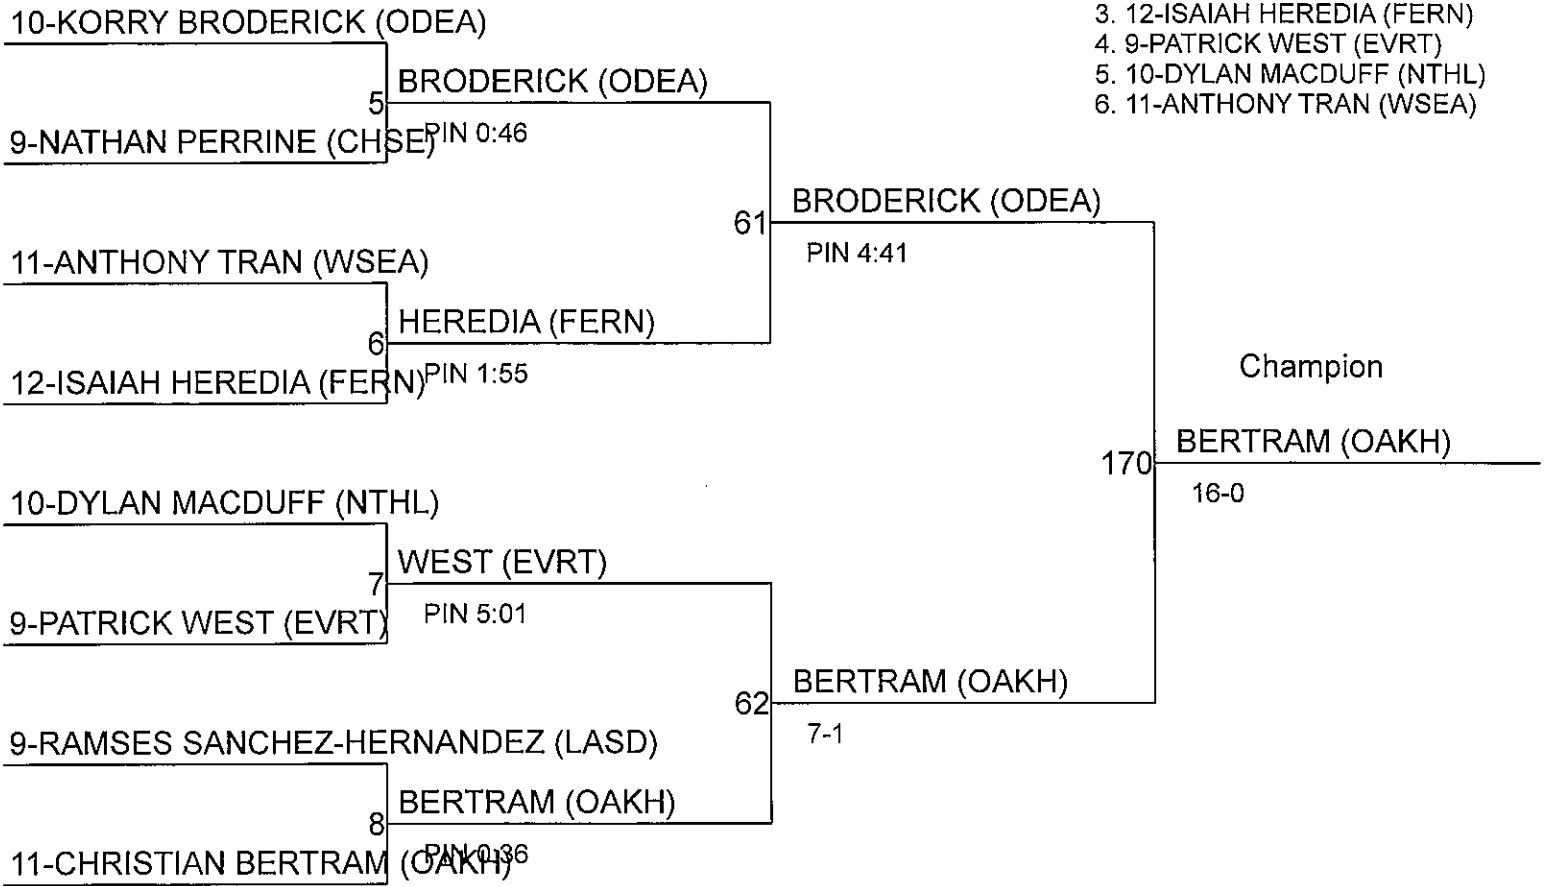 10-KORRY BRODERICK (ODEA)
3. 12-ISAIAH HEREDIA (FERN)
4. 9-PATRICK WEST (EVRT)
5. 10-DYLAN MACDUFF (NTHL)
6. 11-ANTHONY TRAN (WSEA)
5
BRODERICK (ODEA)
PIN 0:46
9-NATHAN PERRINE (CHSE)
61
BRODERICK (ODEA)
PIN 4:41
11-ANTHONY TRAN (WSEA)
6
HEREDIA (FERN)
PIN 1:55
12-ISAIAH HEREDIA (FERN)
Champion
170
BERTRAM (OAKH)
16-0
10-DYLAN MACDUFF (NTHL)
7
WEST (EVRT)
PIN 5:01
9-PATRICK WEST (EVRT)
62
BERTRAM (OAKH)
7-1
9-RAMSES SANCHEZ-HERNANDEZ (LASD)
8
BERTRAM (OAKH)
PIN 0:36
11-CHRISTIAN BERTRAM (OAKH)